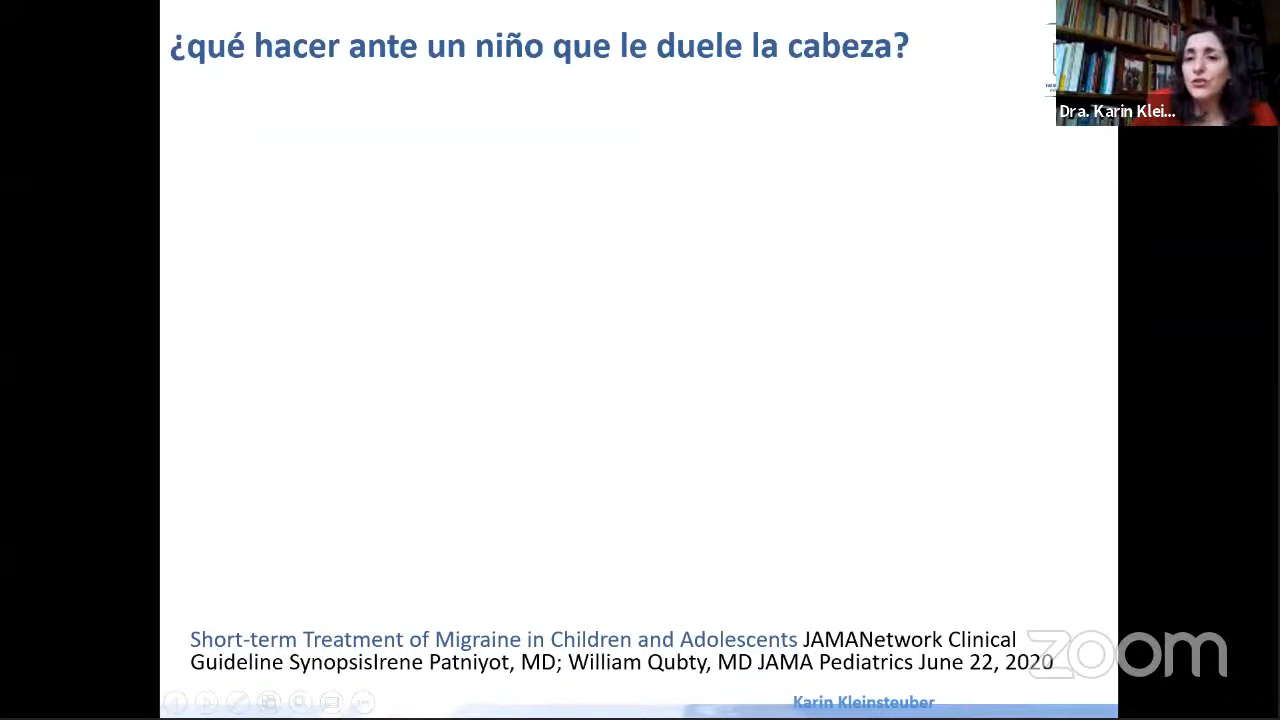 ¿qué hacer ante un niño que le duele la cabeza?
Dra. Karin Klei...
Short-term Treatment of Migraine in Children and Adolescents JAMANetwork Clinical
Guideline SynopsisIrene Patniyot, MD; William Qubty, MD JAMA Pediatrics June 22, 2020
zoom
Karin Kleinsteuber